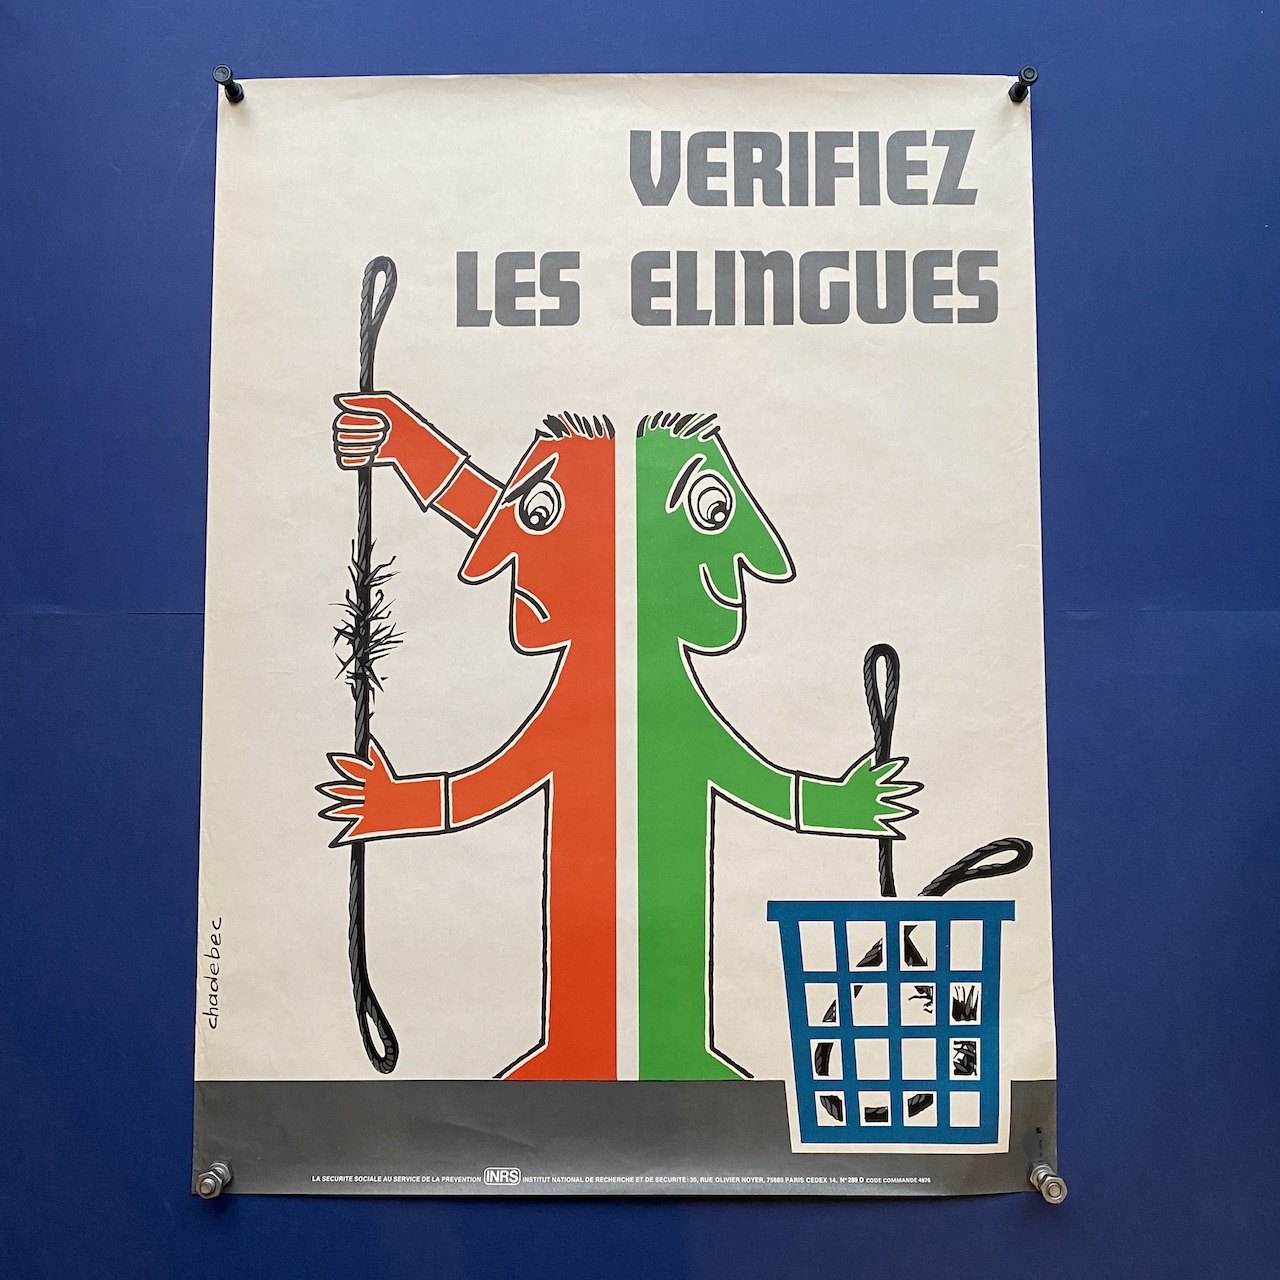 VERIFIEZ
LES ELINGUES
chadebec
LA SECURITE SOCIALE AU SERVICE DE LA PREVENTION INRS INSTITUT NATIONAL DE RECHERCHE ET DE SECURITE: 30, RUE OLIVIER NOYER, 75680 PARIS CEDEX 14, N° 289 D CODE COMMANDE 4976